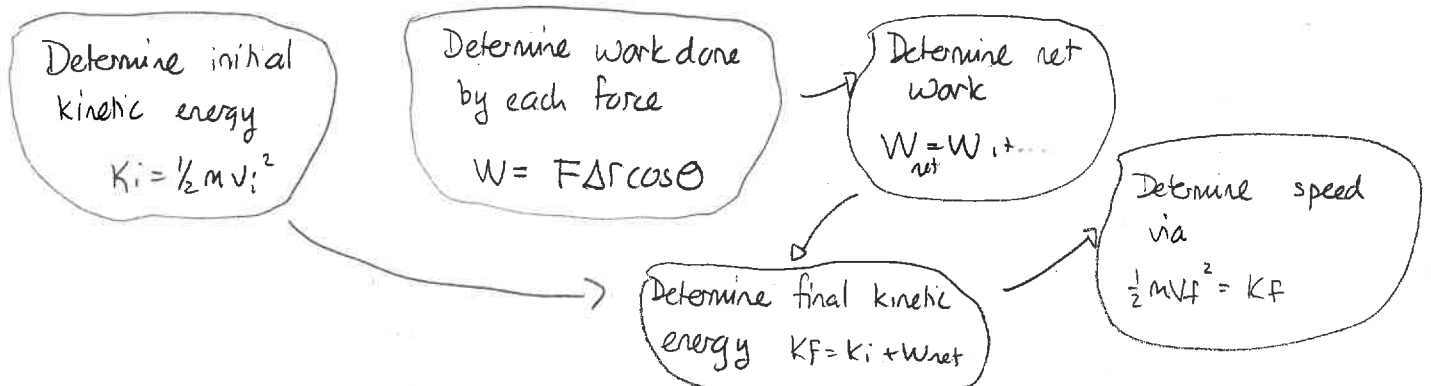 Determine initial
kinetic energy
Ki = ½ m vi²
Determine work done
by each force
W = FΔr cosθ
Determine net
work
Wnet = W1 + ....
Determine final kinetic
energy Kf = Ki + Wnet
Determine speed
via
½ mvf² = Kf